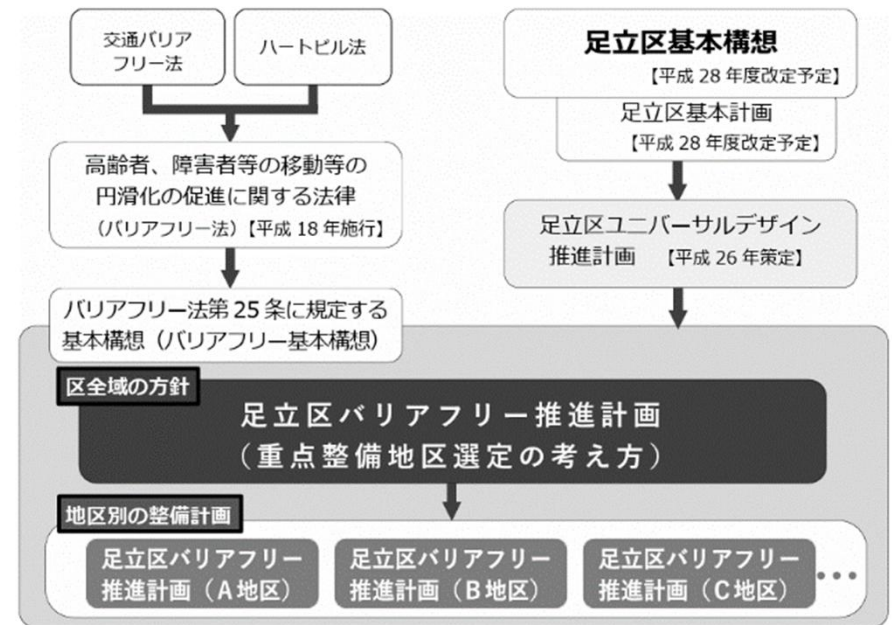 交通バリア
フリー法
ハートビル法
高齢者、障害者等の移動等の
円滑化の促進に関する法律
（バリアフリー法）【平成18年施行】
バリアフリー法第25条に規定する
基本構想（バリアフリー基本構想）
足立区基本構想
【平成28年度改定予定】
足立区基本計画
【平成28年度改定予定】
足立区ユニバーサルデザイン
推進計画 【平成26年策定】
区全域の方針
足立区バリアフリー推進計画
（重点整備地区選定の考え方）
地区別の整備計画
足立区バリアフリー
推進計画（A地区）
足立区バリアフリー
推進計画（B地区）
足立区バリアフリー
推進計画（C地区）
•••